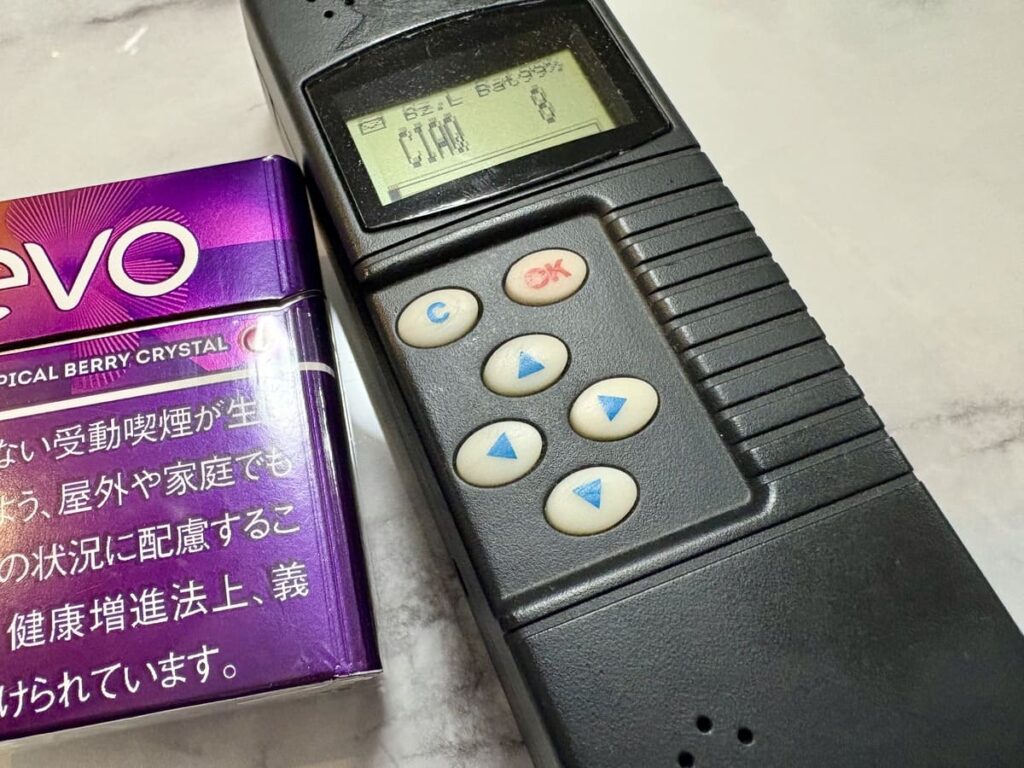 evo
PICAL BERRY CRYSTAL
ない受動喫煙が生
よう、屋外や家庭でも
の状況に配慮するこ
健康増進法上、義
けられています。
Bz:L Bat
CIAO 8
OK
C